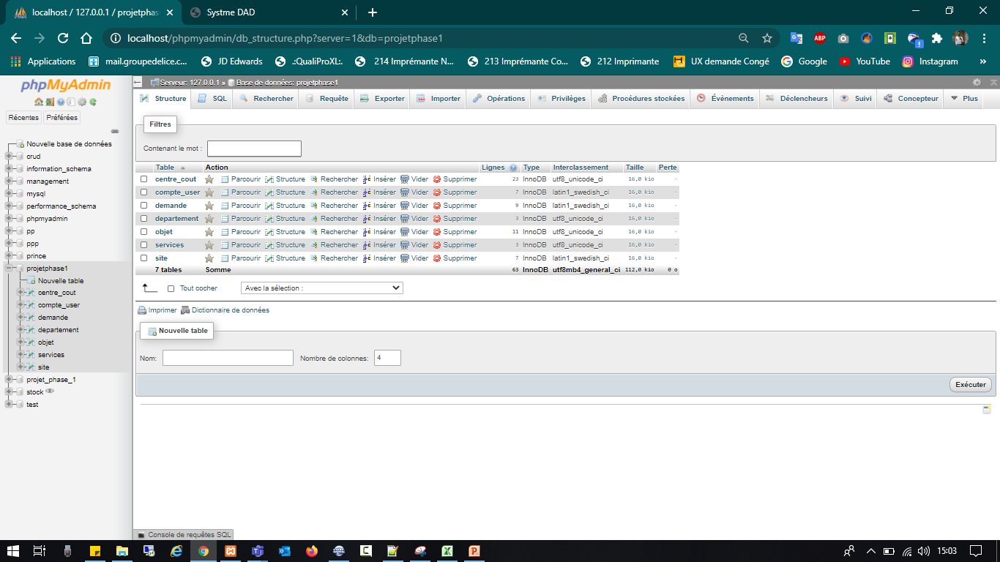 localhost / 127.0.0.1 / projetphase
Systme DAD
localhost/phpmyadmin/db_structure.php?server=1&db=projetphase1
ABP
Applications
mail.groupedelice.c...
JD Edwards
.:QualiProXL:.
214 Imprémante N...
213 Imprémante Co...
212 Imprimante
UX demande Congé
Google
YouTube
Instagram
»
phpMyAdmin
Récentes
Préférées
Nouvelle base de données
crud
information_schema
management
mysql
performance_schema
phpmyadmin
pp
ppp
prince
projetphase1
Nouvelle table
centre_cout
compte_user
demande
departement
objet
services
site
projet_phase_1
stock
test
Serveur: 127.0.0.1 » Base de données: projetphase1
Structure SQL Rechercher Requête Exporter Importer Opérations Privilèges Procédures stockées Évènements Déclencheurs Suivi Concepteur Plus
Filtres
Contenant le mot :
Table Action Lignes Type Interclassement Taille Perte
centre_cout Parcourir Structure Rechercher Insérer Vider Supprimer 23 InnoDB utf8_unicode_ci 16,0 kio -
compte_user Parcourir Structure Rechercher Insérer Vider Supprimer 7 InnoDB latin1_swedish_ci 16,0 kio -
demande Parcourir Structure Rechercher Insérer Vider Supprimer 9 InnoDB latin1_swedish_ci 16,0 kio -
departement Parcourir Structure Rechercher Insérer Vider Supprimer 3 InnoDB utf8_unicode_ci 16,0 kio -
objet Parcourir Structure Rechercher Insérer Vider Supprimer 11 InnoDB utf8_unicode_ci 16,0 kio -
services Parcourir Structure Rechercher Insérer Vider Supprimer 3 InnoDB utf8_unicode_ci 16,0 kio -
site Parcourir Structure Rechercher Insérer Vider Supprimer 7 InnoDB latin1_swedish_ci 16,0 kio -
7 tables Somme 63 InnoDB utf8mb4_general_ci 112,0 kio 0 o
Tout cocher
Avec la sélection :
Imprimer Dictionnaire de données
Nouvelle table
Nom:
Nombre de colonnes: 4
Exécuter
Console de requêtes SQL
15:03